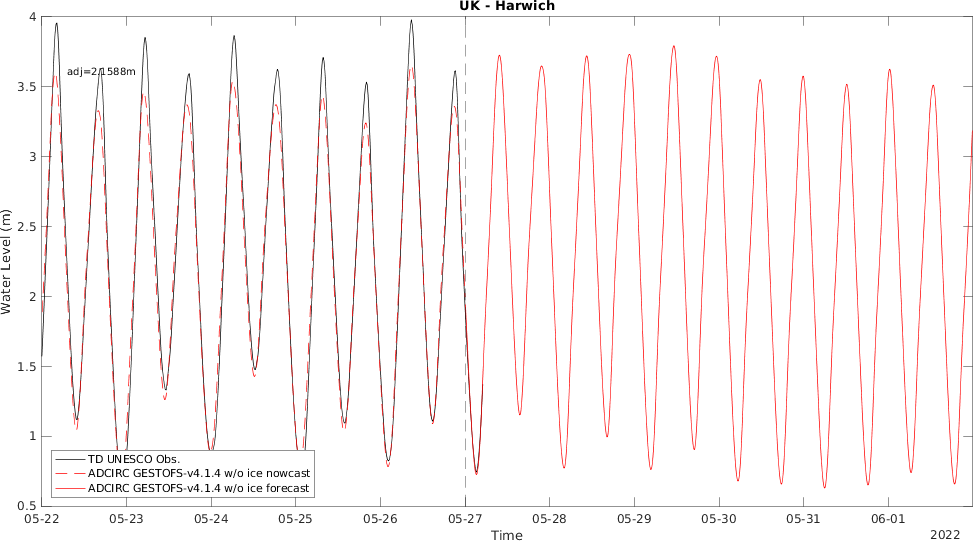 UK - Harwich
4
3.5
3
2.5
2
1.5
1
0.5
Water Level (m)
adj=2.1588m
TD UNESCO Obs.
ADCIRC GESTOFS-v4.1.4 w/o ice nowcast
ADCIRC GESTOFS-v4.1.4 w/o ice forecast
05-22 05-23 05-24 05-25 05-26 05-27 05-28 05-29 05-30 05-31 06-01
Time
2022